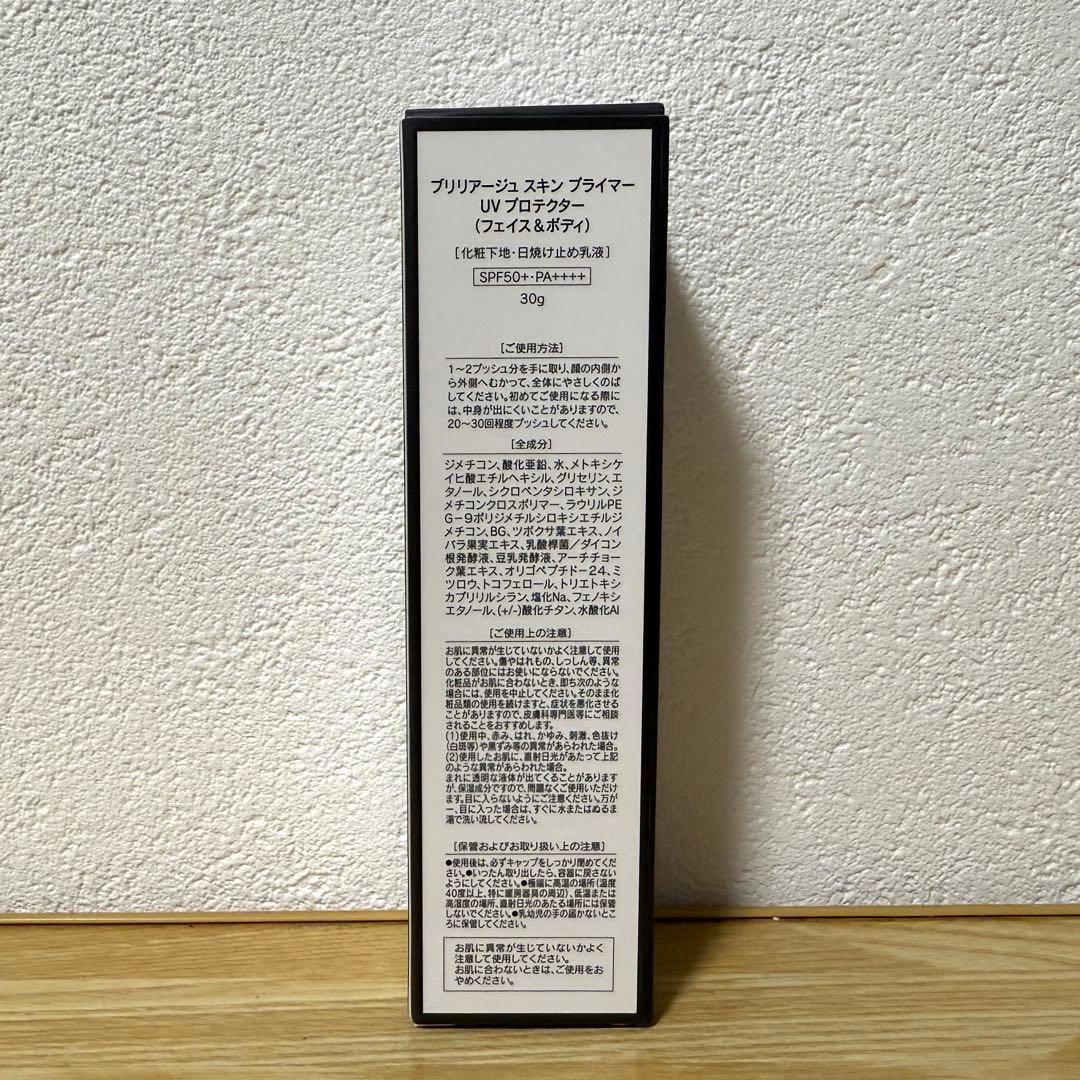 ブリリアージュ スキン プライマー
UV プロテクター
(フェイス＆ボディ)
[化粧下地・日焼け止め乳液]
SPF50+・PA++++
30g
[ご使用方法]
1〜2プッシュ分を手に取り、顔の内側か
ら外側へむかって、全体にやさしくのば
してください。初めてご使用になる際に
は、中身が出にくいことがありますので、
20〜30回程度プッシュしてください。
[全成分]
ジメチコン、酸化亜鉛、水、メトキシケ
イヒ酸エチルヘキシル、グリセリン、エ
タノール、シクロペンタシロキサン、ジ
メチコンクロスポリマー、ラウリルPE
G－9ポリジメチルシロキシエチルジ
メチコン、BG、ツボクサ葉エキス、ノイ
バラ果実エキス、乳酸桿菌／ダイコン
根発酵液、豆乳発酵液、アーチチョー
ク葉エキス、オリゴペプチド－24、ミ
ツロウ、トコフェロール、トリエトキシ
カプリリルシラン、塩化Na、フェノキシ
エタノール、(+/-)酸化チタン、水酸化Al
[ご使用上の注意]
お肌に異常が生じていないかよく注意して使用
してください。傷やはれもの、しっしん等、異常
のある部位にはお使いにならないでください。
化粧品がお肌に合わないとき、即ち次のような
場合には、使用を中止してください。そのまま化
粧品類の使用を続けますと、症状を悪化させる
ことがありますので、皮膚科専門医等にご相談
されることをおすすめします。
(1)使用中、赤み、はれ、かゆみ、刺激、色抜け
(白斑等)や黒ずみ等の異常があらわれた場合。
(2)使用したお肌に、直射日光があたって上記
のような異常があらわれた場合。
まれに透明な液体が出てくることがあります
が、保湿成分ですので、問題なくご使用いただけ
ます。目に入らないようにご注意ください。万が
一、目に入った場合は、すぐに水またはぬるま
湯で洗い流してください。
[保管およびお取り扱い上の注意]
●使用後は、必ずキャップをしっかり閉めてくだ
さい。●いったん取り出したら、容器に戻さない
ようにしてください。●極端に高温の場所(温度
40度以上、特に暖房器具の周辺)、低温または
高湿度の場所、直射日光のあたる場所には保管
しないでください。●乳幼児の手の届かないとこ
ろに保管してください。
お肌に異常が生じていないかよく
注意して使用してください。
お肌に合わないときは、ご使用をお
やめください。